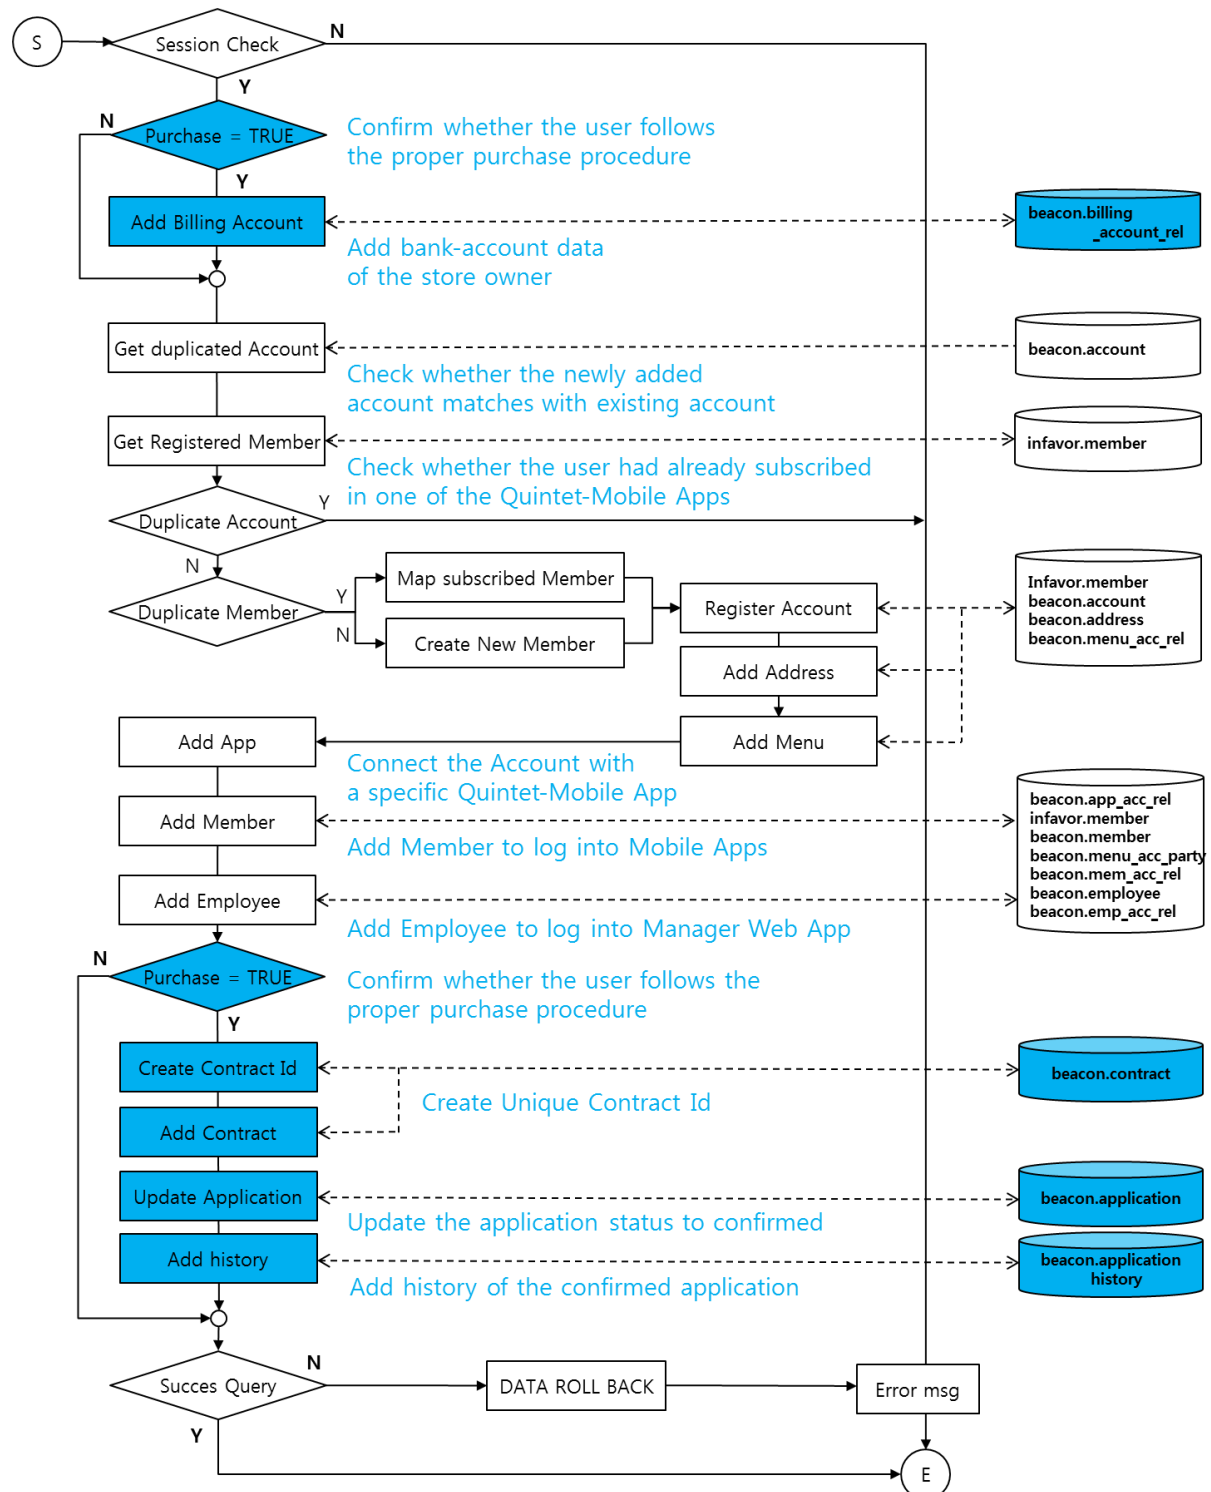 S
Session Check
N
Y
N
Purchase = TRUE
Confirm whether the user follows
the proper purchase procedure
Y
Add Billing Account
beacon.billing
_account_rel
Add bank-account data
of the store owner
Get duplicated Account
beacon.account
Check whether the newly added
account matches with existing account
Get Registered Member
infavor.member
Check whether the user had already subscribed
in one of the Quintet-Mobile Apps
Duplicate Account
Y
N
Duplicate Member
Y
N
Map subscribed Member
Create New Member
Register Account
Add Address
Add Menu
Infavor.member
beacon.account
beacon.address
beacon.menu_acc_rel
Add App
Connect the Account with
a specific Quintet-Mobile App
Add Member
Add Member to log into Mobile Apps
beacon.app_acc_rel
infavor.member
beacon.member
beacon.menu_acc_party
beacon.mem_acc_rel
beacon.employee
beacon.emp_acc_rel
Add Employee
Add Employee to log into Manager Web App
N
Purchase = TRUE
Confirm whether the user follows the
proper purchase procedure
Y
Create Contract Id
beacon.contract
Create Unique Contract Id
Add Contract
Update Application
beacon.application
Update the application status to confirmed
Add history
beacon.application
history
Add history of the confirmed application
Succes Query
N
DATA ROLL BACK
Error msg
Y
E